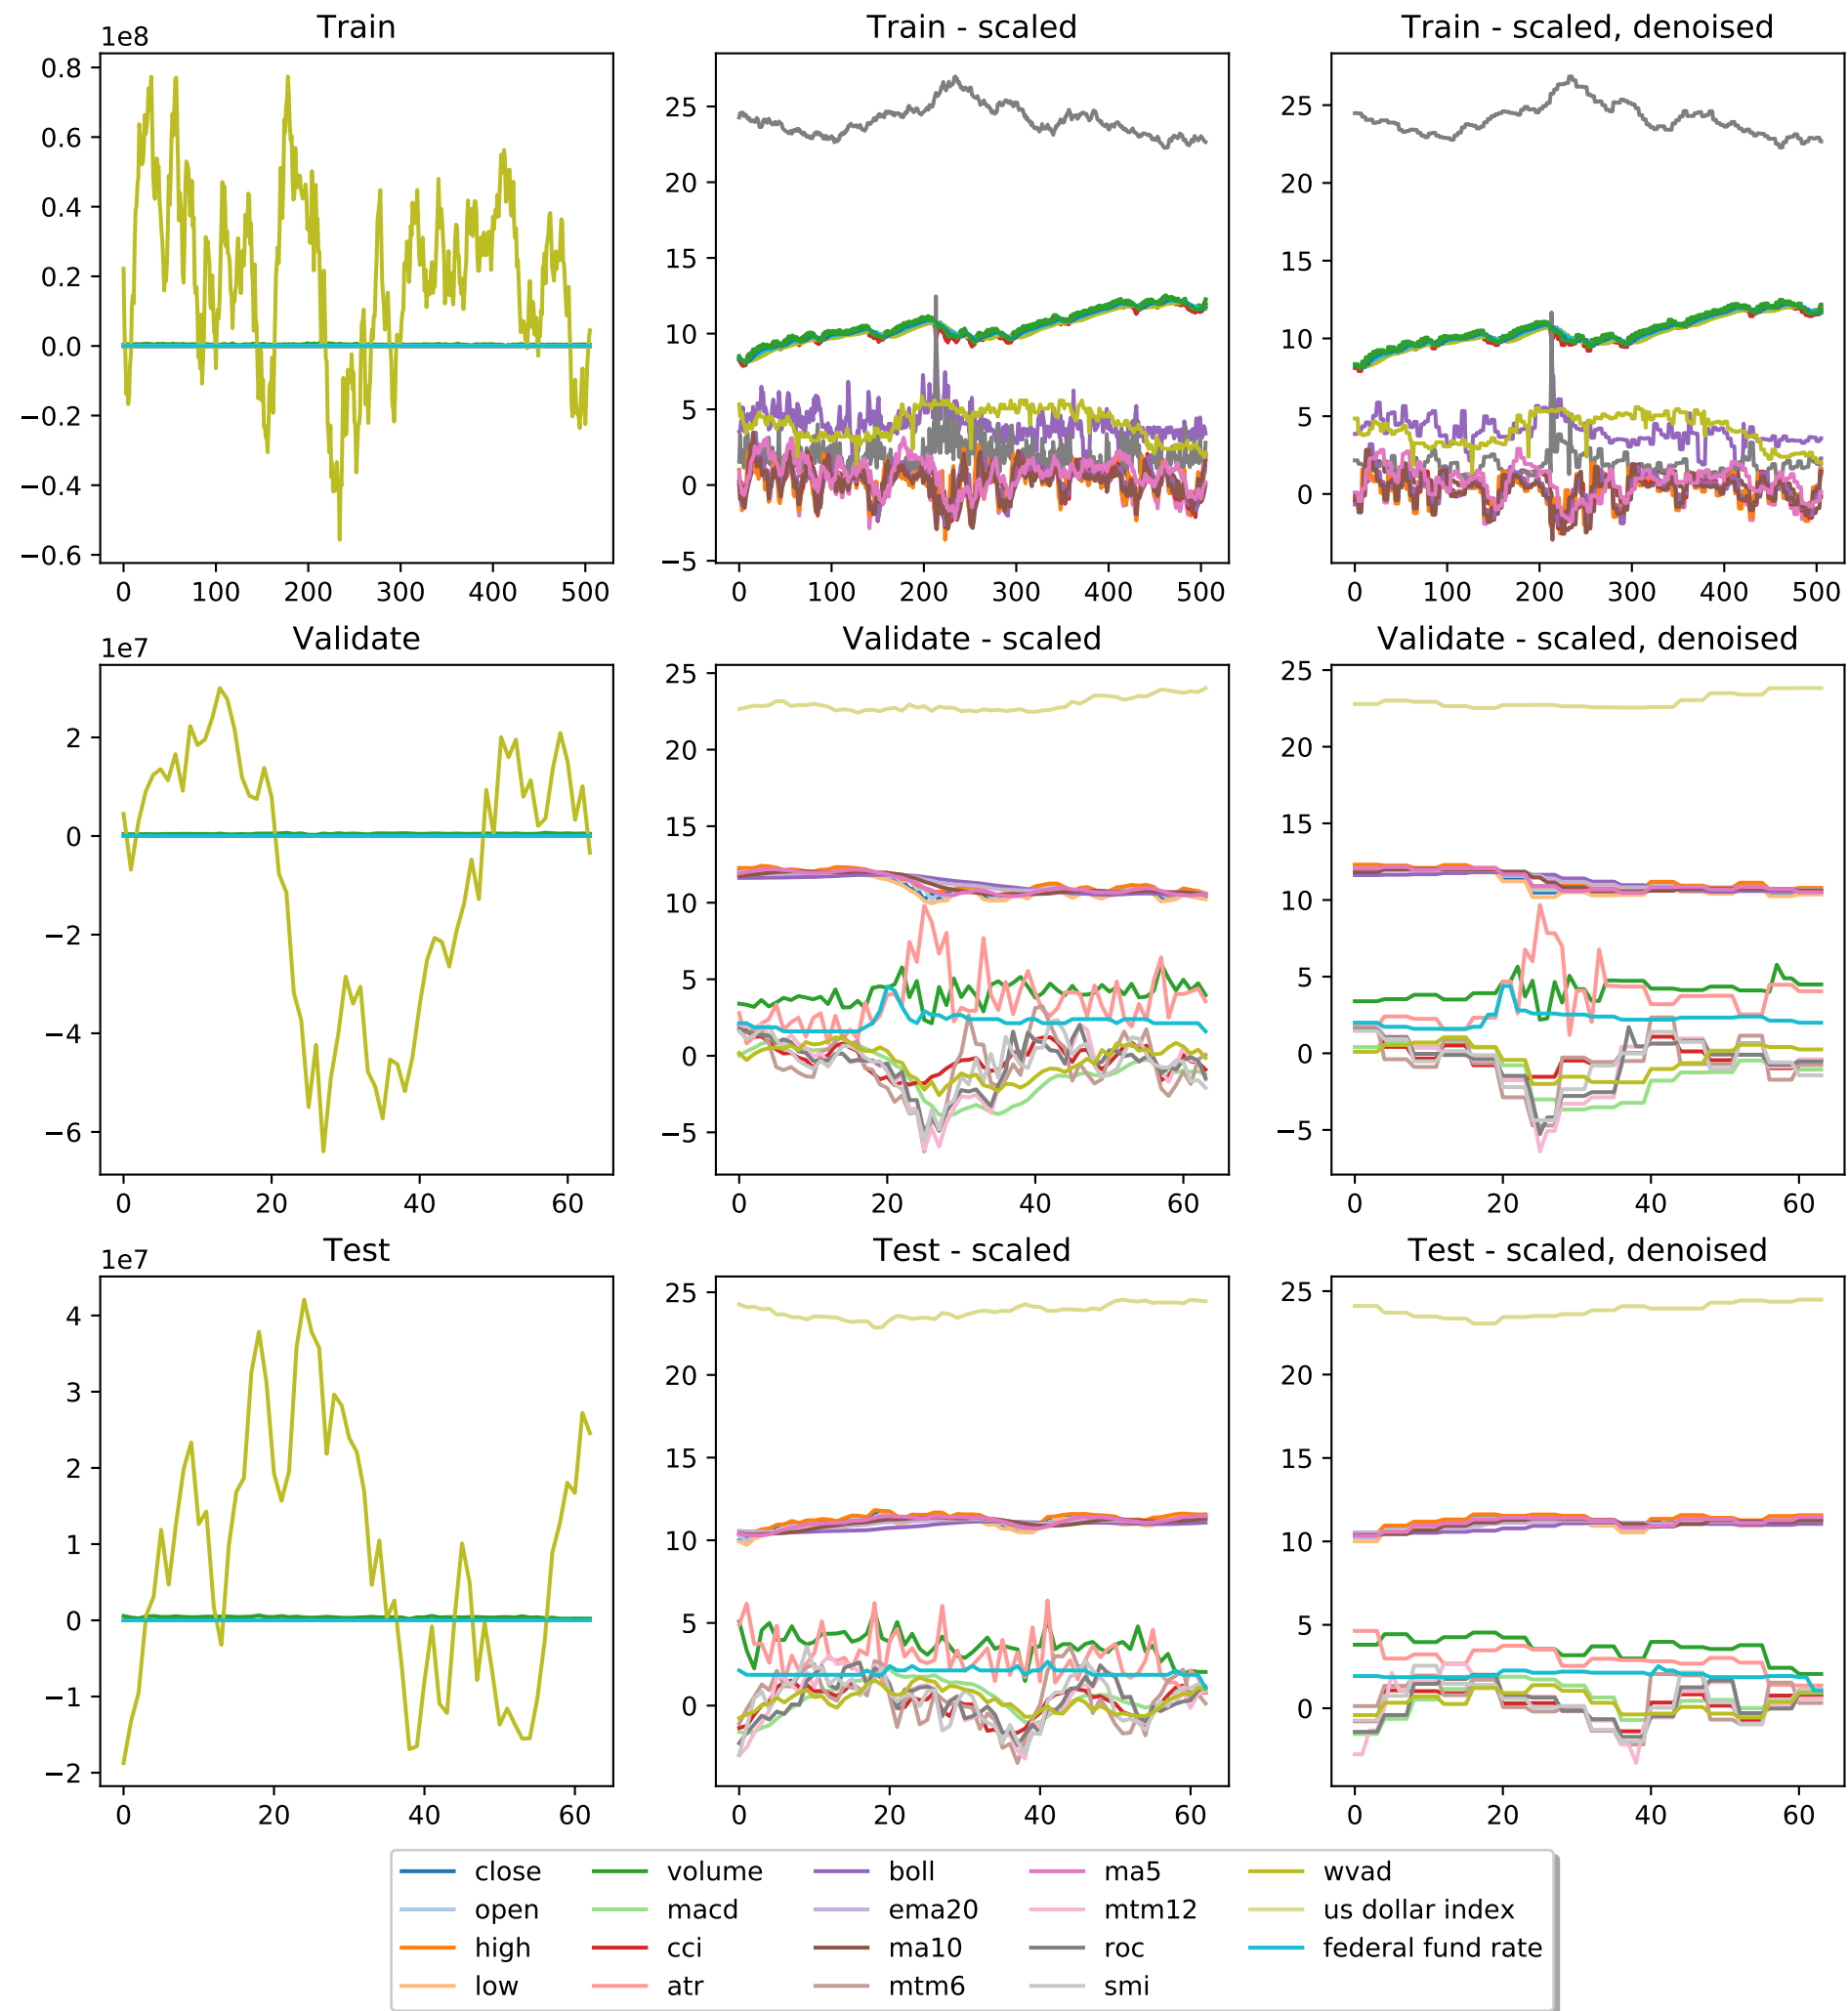 Train
Train - scaled
Train - scaled, denoised
1e8
0.8
0.6
0.4
0.2
0.0
−0.2
−0.4
−0.6
0 100 200 300 400 500
25
20
15
10
5
0
−5
0 100 200 300 400 500
25
20
15
10
5
0
0 100 200 300 400 500
Validate
Validate - scaled
Validate - scaled, denoised
1e7
2
0
−2
−4
−6
0 20 40 60
25
20
15
10
5
0
−5
0 20 40 60
25
20
15
10
5
0
−5
0 20 40 60
Test
Test - scaled
Test - scaled, denoised
1e7
4
3
2
1
0
−1
−2
0 20 40 60
25
20
15
10
5
0
0 20 40 60
25
20
15
10
5
0
0 20 40 60
close
open
high
low
volume
macd
cci
atr
boll
ema20
ma10
mtm6
ma5
mtm12
roc
smi
wvad
us dollar index
federal fund rate